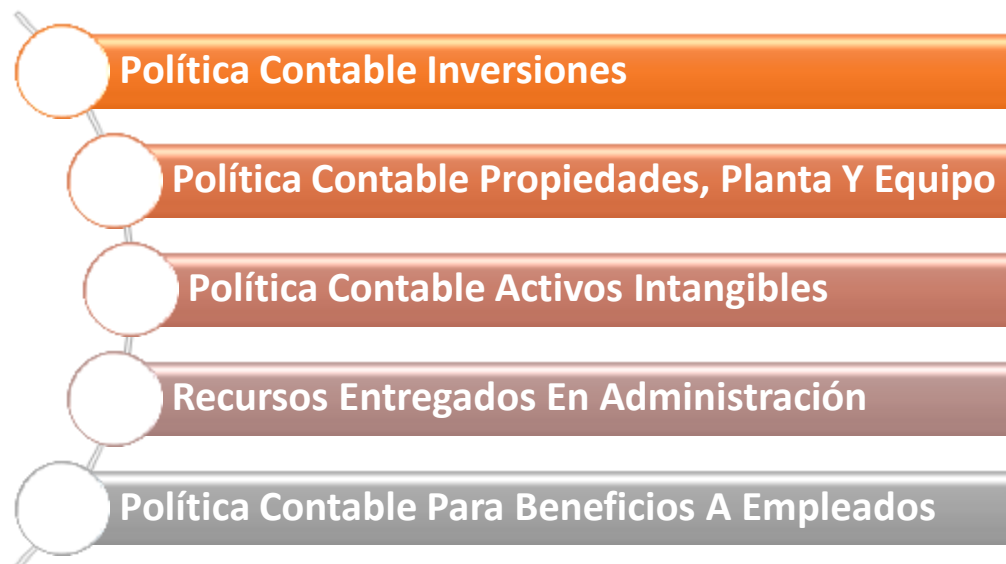 Política Contable Inversiones
Política Contable Propiedades, Planta Y Equipo
Política Contable Activos Intangibles
Recursos Entregados En Administración
Política Contable Para Beneficios A Empleados